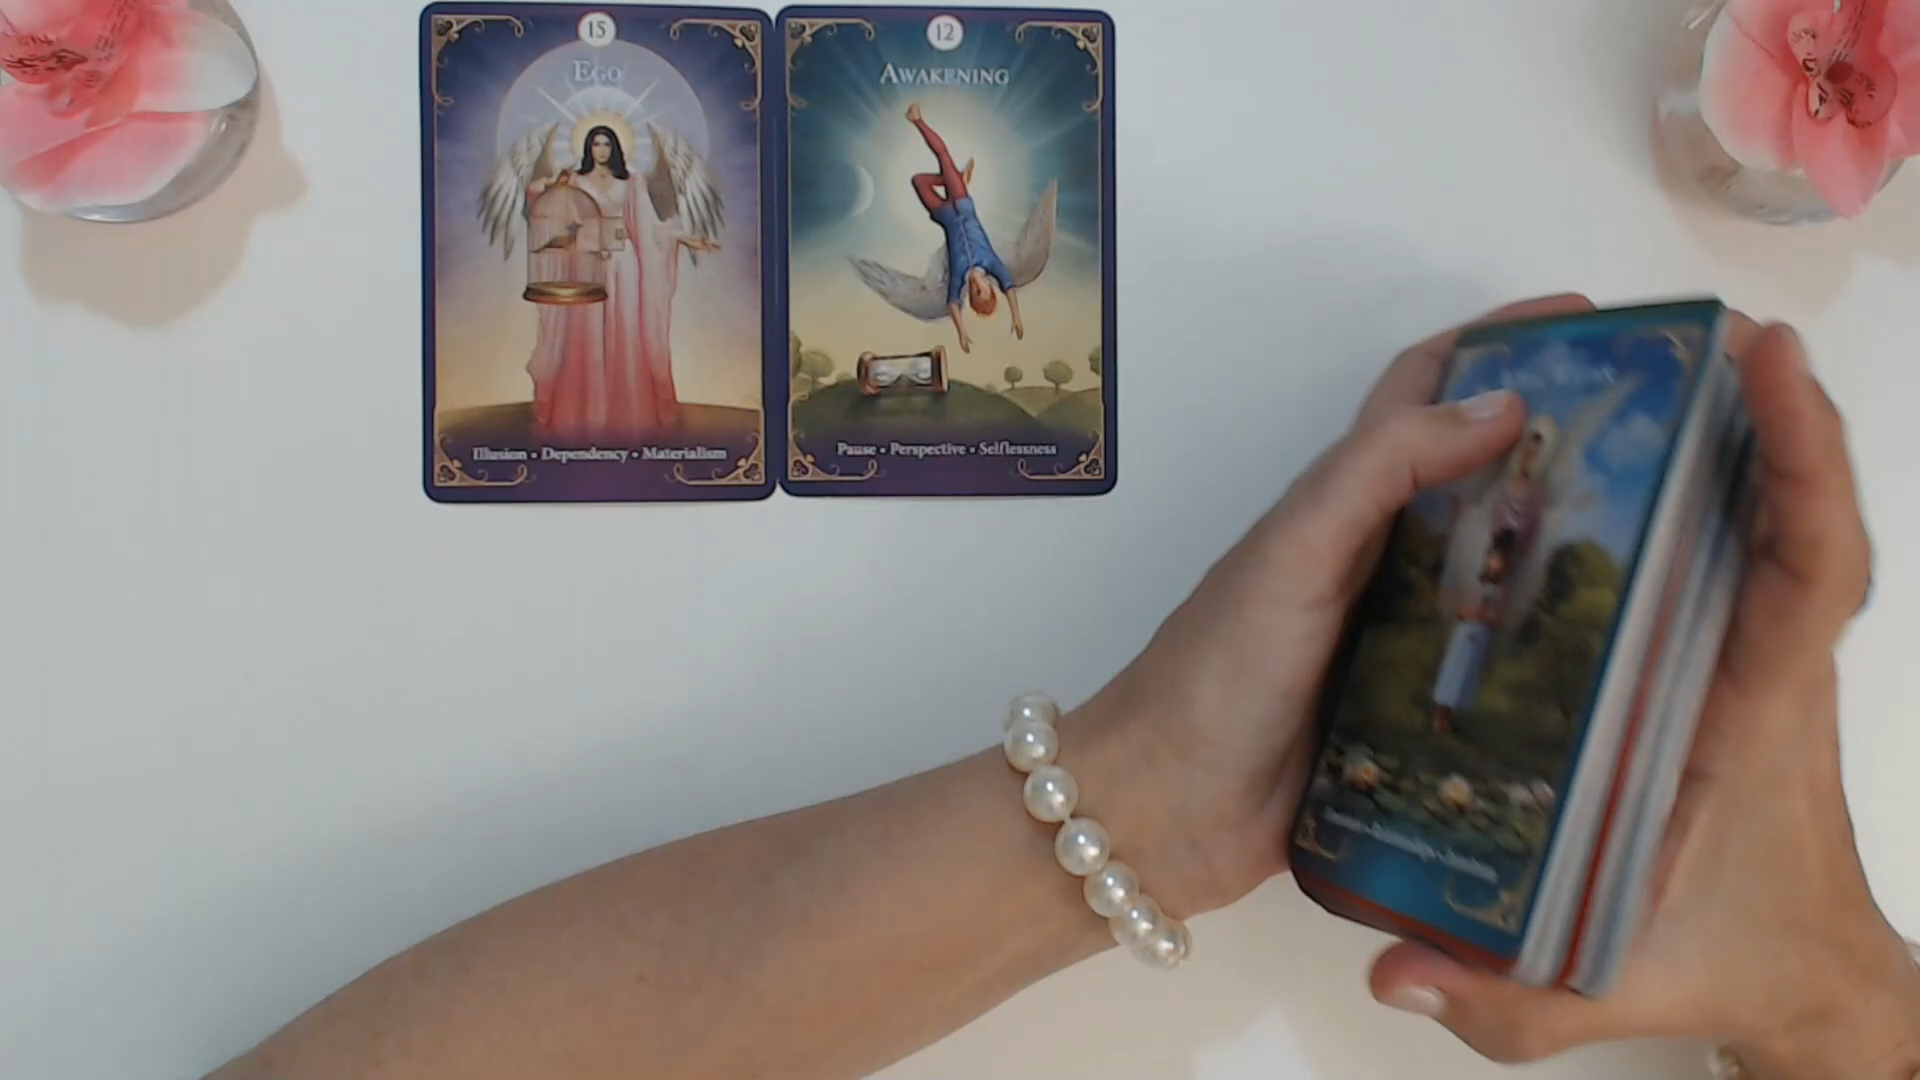 15
Ego
Illusion • Dependency • Materialism
12
Awakening
Pause • Perspective • Selflessness